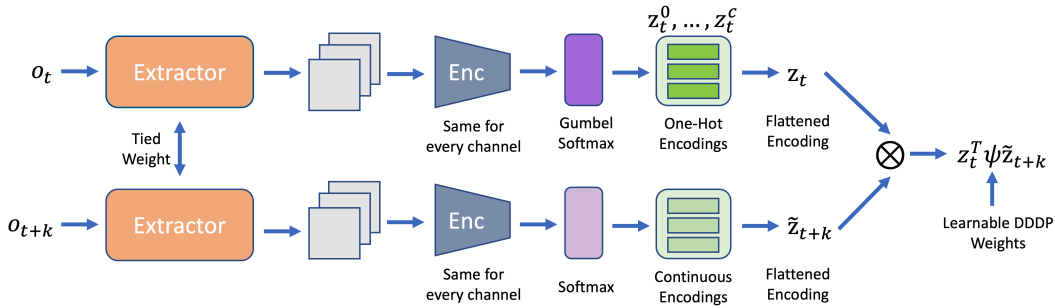 z_t^0, ... , z_t^c
o_t
Extractor
Enc
z_t
Same for
every channel
Gumbel
Softmax
One-Hot
Encodings
Flattened
Encoding
Tied
Weight
z_t^T ψ z̃_{t+k}
o_{t+k}
Extractor
Enc
z̃_{t+k}
Learnable DDDP
Weights
Same for
every channel
Softmax
Continuous
Encodings
Flattened
Encoding